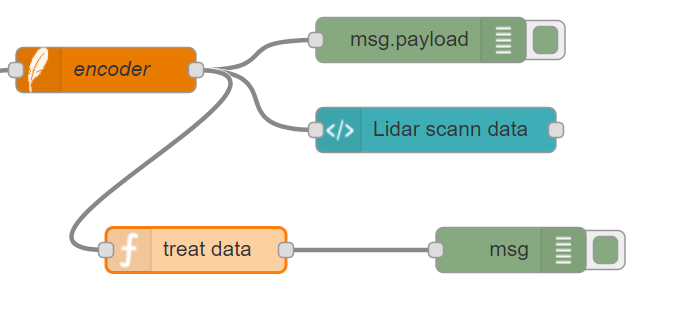 msg.payload
encoder
Lidar scann data
treat data
msg